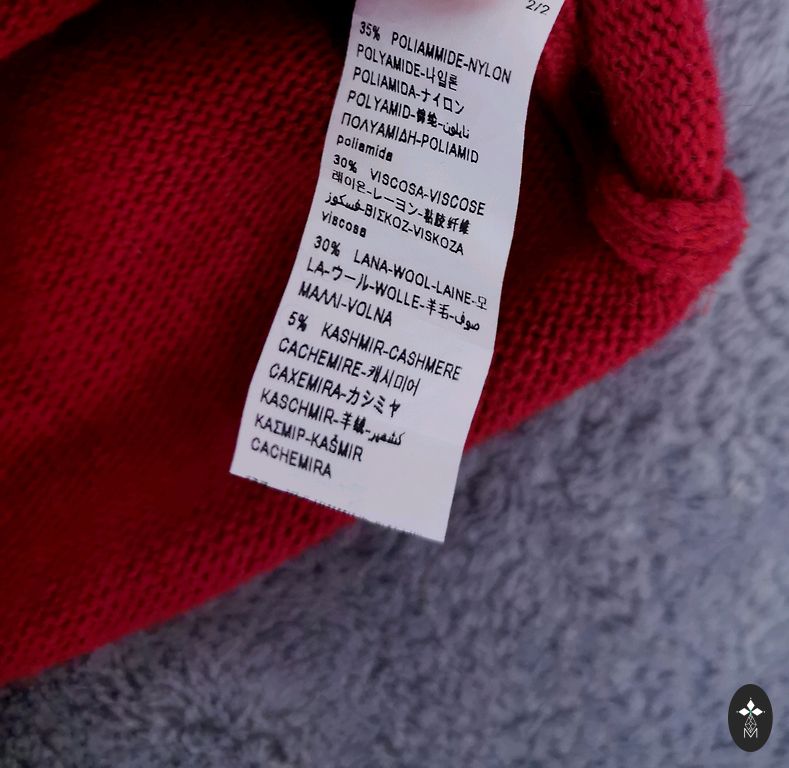 2/2
35% POLIAMMIDE-NYLON
POLYAMIDE-나일론
POLIAMIDA-ナイロン
POLYAMID-锦纶-نايلون
ΠΟΛΥΑΜΙΔΗ-POLIAMID
poliamida
30% VISCOSA-VISCOSE
레이온-レーヨン-黏胶纤维
فسكوز-ΒΙΣΚΟΖ-VISKOZA
viscosa
30% LANA-WOOL-LAINE-모
LA-ウール-WOLLE-羊毛-صوف
ΜΑΛΛΙ-VOLNA
5% KASHMIR-CASHMERE
CACHEMIRE-캐시미어
CAXEMIRA-カシミヤ
KASCHMIR-羊绒-كشمير
ΚΑΣΜΙΡ-KAŠMIR
CACHEMIRA